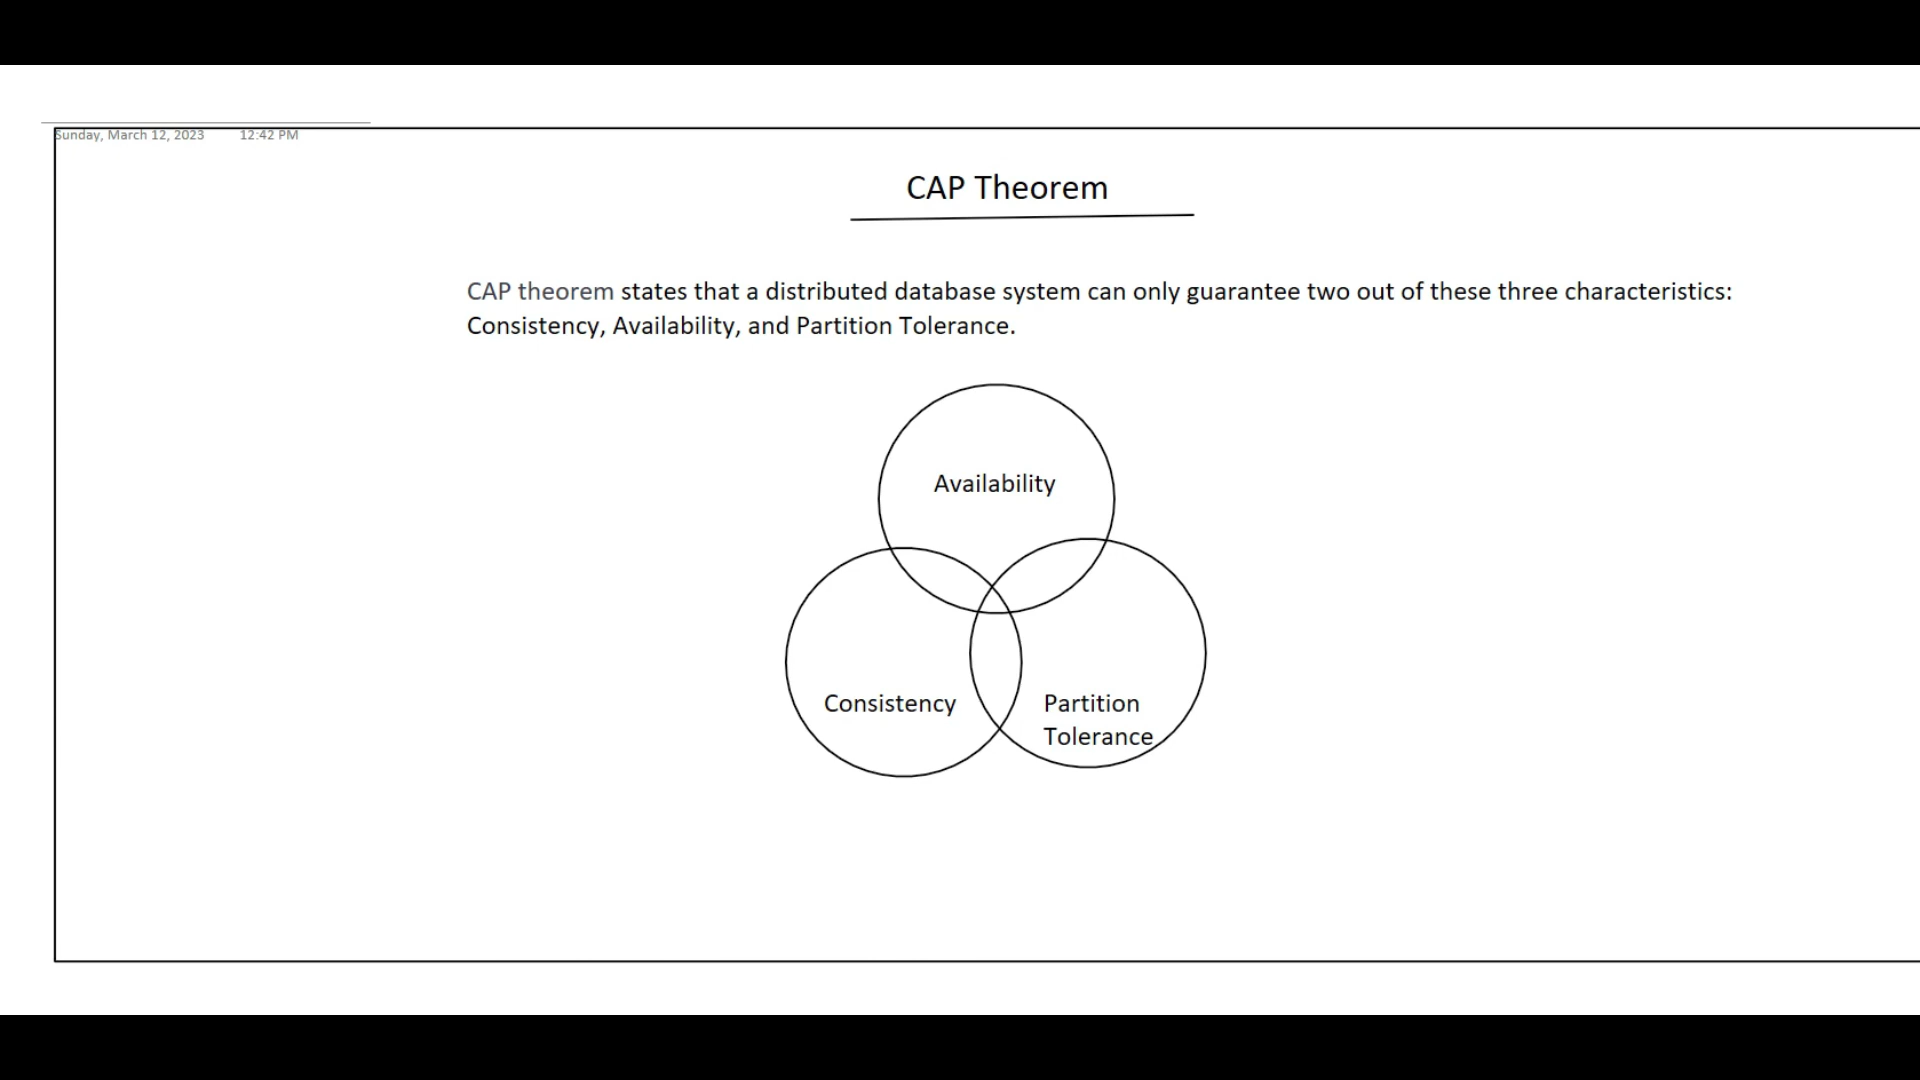 Sunday, March 12, 2023 12:42 PM
CAP Theorem
CAP theorem states that a distributed database system can only guarantee two out of these three characteristics:
Consistency, Availability, and Partition Tolerance.
Availability
Consistency
Partition
Tolerance